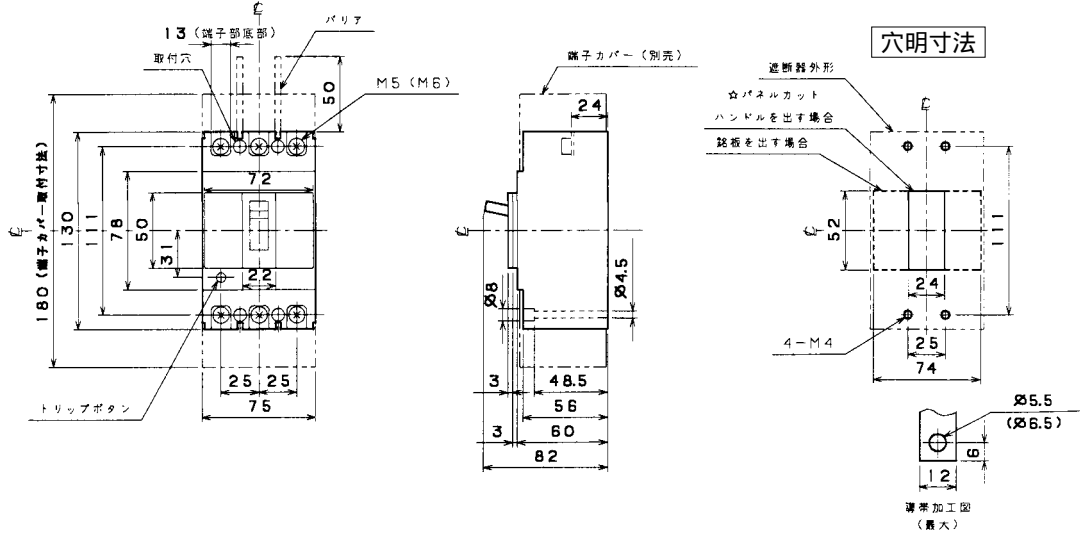 ℄
13 (端子部底部)
バリア
取付穴
M5 (M6)
50
180 (端子カバー取付寸法)
130
111
78
50
31
℄
72
22
トリップボタン
25 25
75
端子カバー (別売)
24
℄
Ø8
Ø4.5
3
48.5
56
3
60
82
穴明寸法
遮断器外形
☆パネルカット
ハンドルを出す場合
銘板を出す場合
℄
℄
52
111
24
4-M4
25
74
Ø5.5
(Ø6.5)
6
12
導帯加工図
(最大)